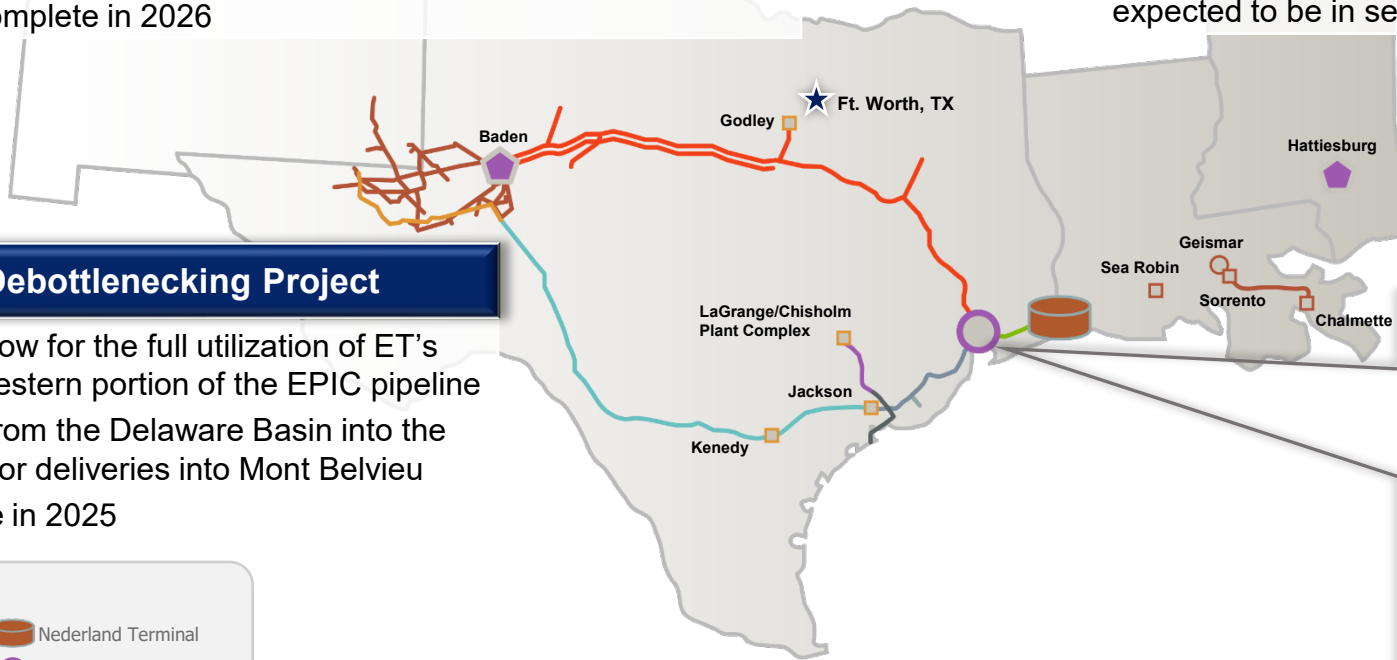 omplete in 2026
expected to be in se
Ft. Worth, TX
Godley
Baden
Hattiesburg
Geismar
Sea Robin
Sorrento
Chalmette
Debottlenecking Project
LaGrange/Chisholm
Plant Complex
ow for the full utilization of ET’s
estern portion of the EPIC pipeline
Jackson
rom the Delaware Basin into the
Kenedy
or deliveries into Mont Belvieu
e in 2025
Nederland Terminal